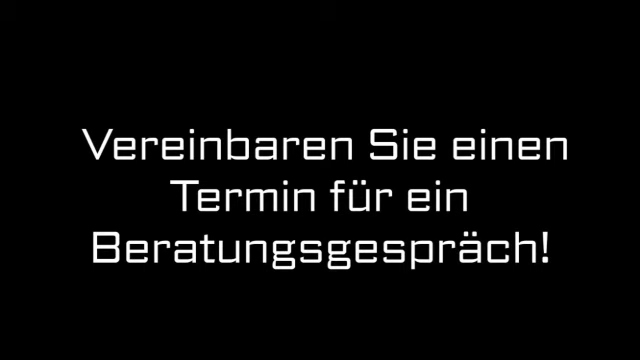 Vereinbaren Sie einen
Termin für ein
Beratungsgespräch!